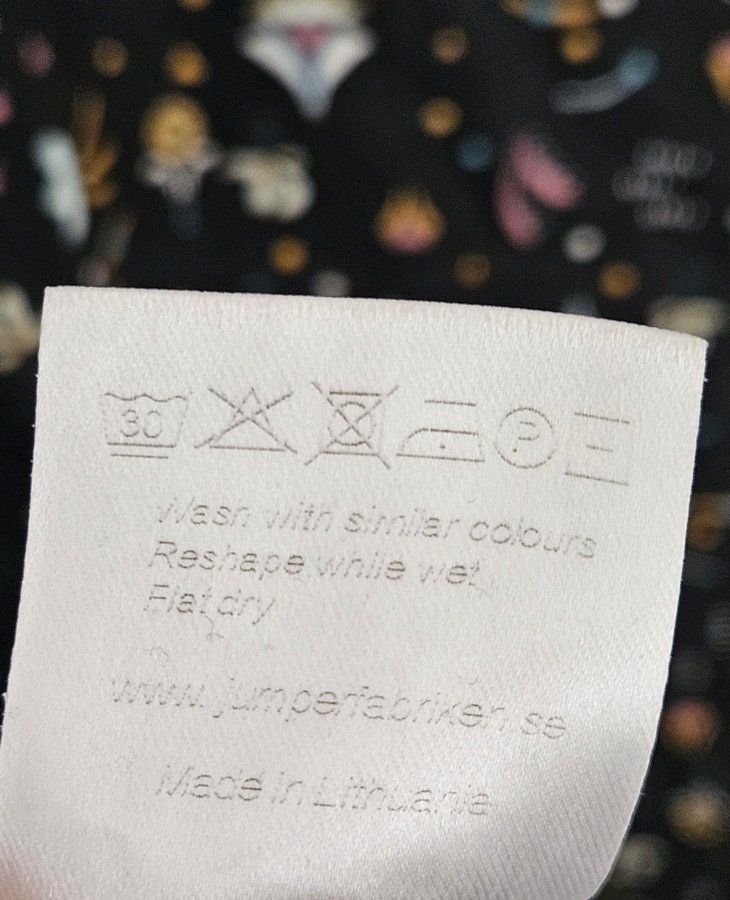 30 P
Wash with similar colours
Reshape while wet
Flat dry
www.jumperfabriken.se
Made in Lithuania